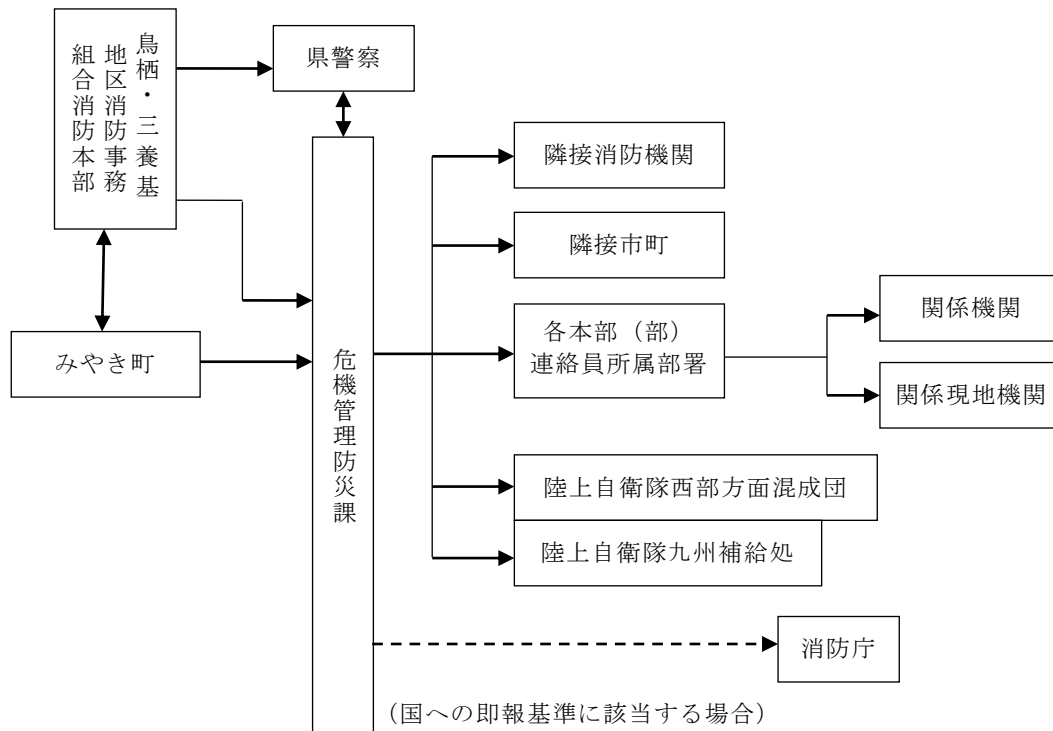 鳥栖・三養基
地区消防事務
組合消防本部
県警察
隣接消防機関
隣接市町
関係機関
みやき町
各本部（部）
連絡員所属部署
関係現地機関
危機管理防災課
陸上自衛隊西部方面混成団
陸上自衛隊九州補給処
消防庁
（国への即報基準に該当する場合）